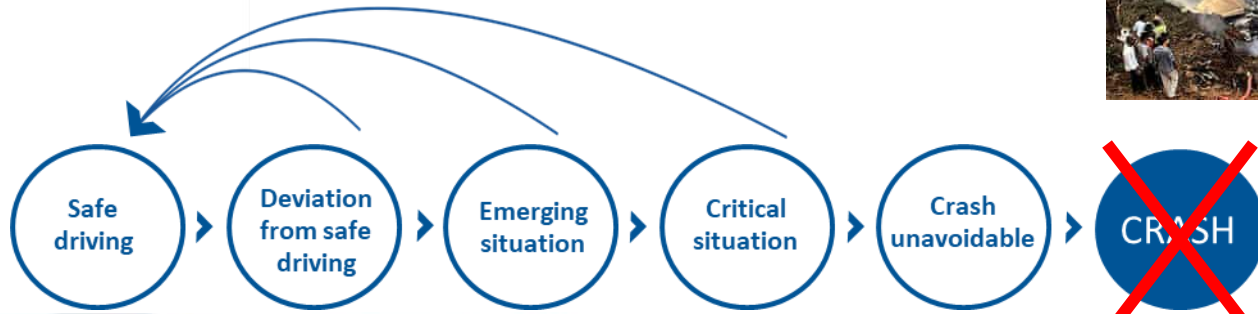 Safe
driving
Deviation
from safe
driving
Emerging
situation
Critical
situation
Crash
unavoidable
CRASH